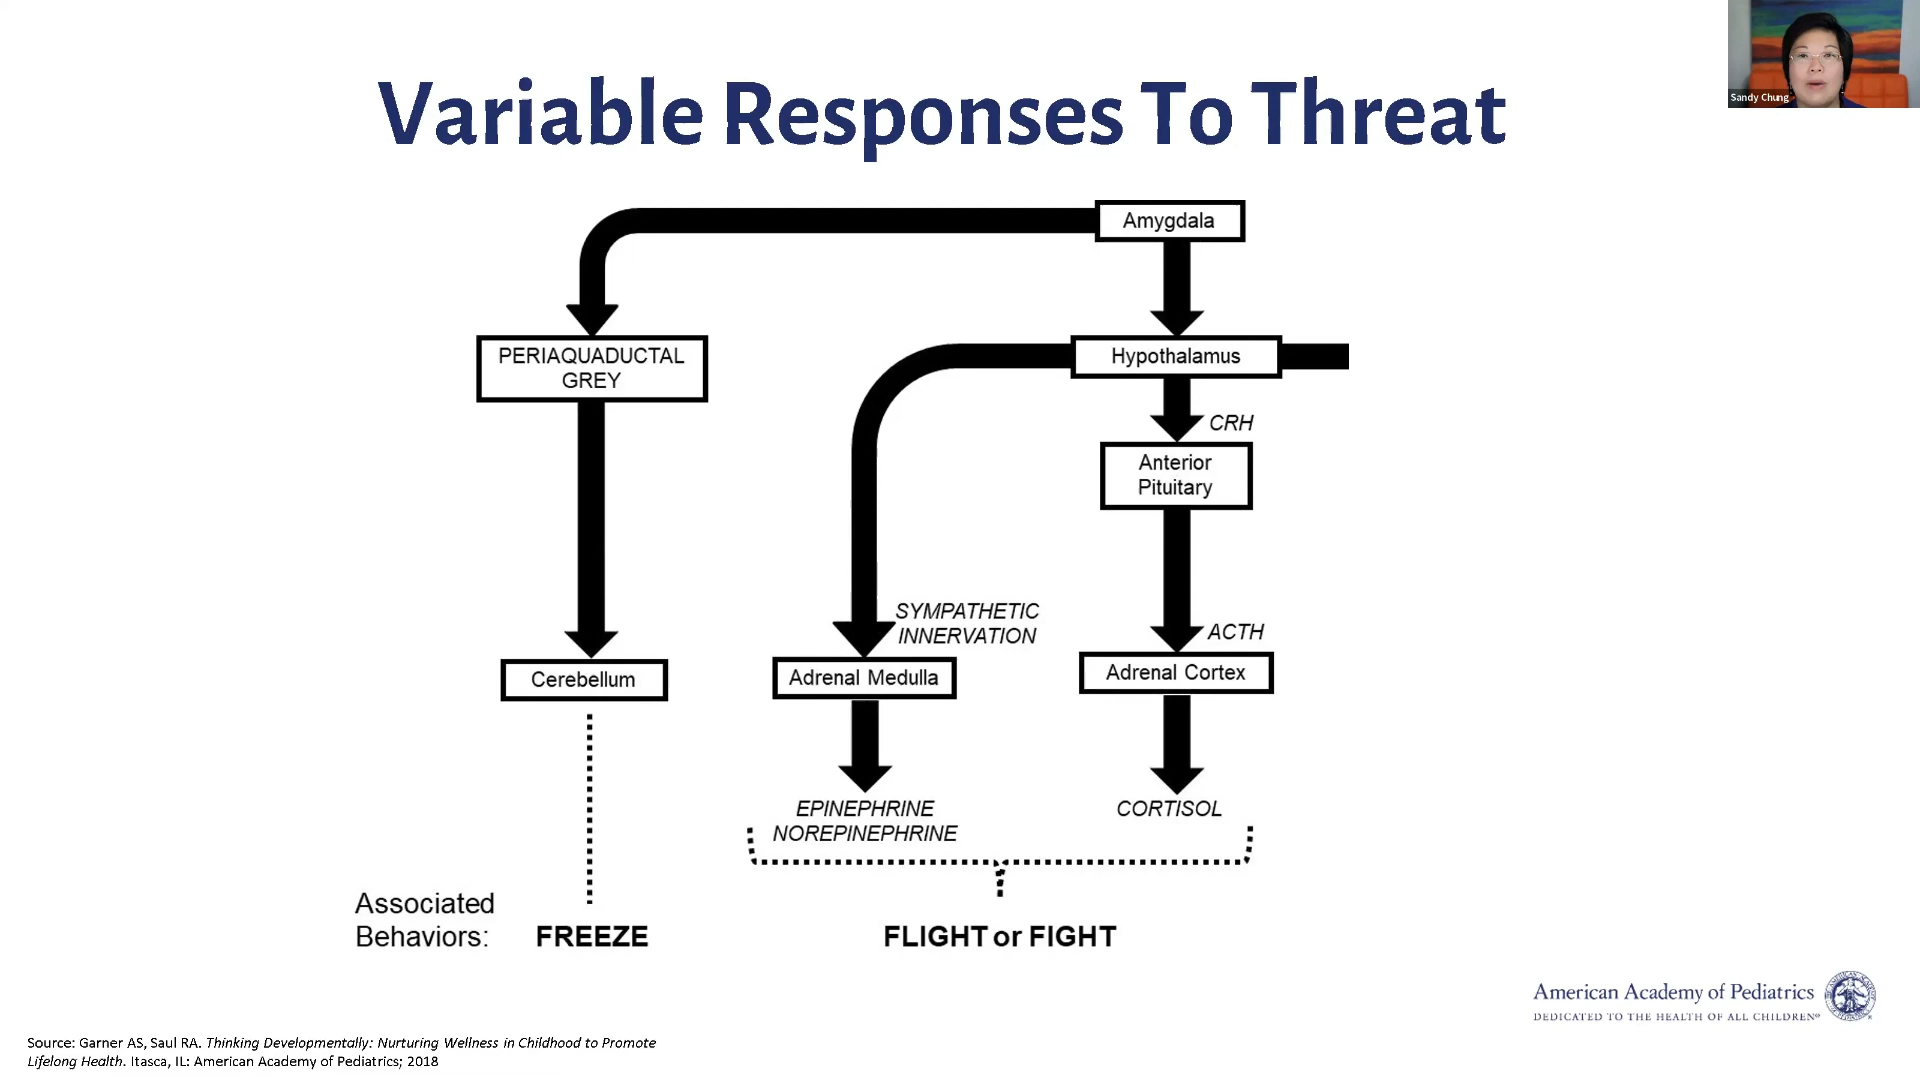 Variable Responses To Threat
Sandy Chung
Amygdala
PERIAQUADUCTAL
GREY
Hypothalamus
CRH
Anterior
Pituitary
SYMPATHETIC
INNERVATION
ACTH
Cerebellum
Adrenal Medulla
Adrenal Cortex
EPINEPHRINE
NOREPINEPHRINE
CORTISOL
Associated
Behaviors:
FREEZE
FLIGHT or FIGHT
American Academy of Pediatrics
DEDICATED TO THE HEALTH OF ALL CHILDREN®
Source: Garner AS, Saul RA. Thinking Developmentally: Nurturing Wellness in Childhood to Promote
Lifelong Health. Itasca, IL: American Academy of Pediatrics; 2018